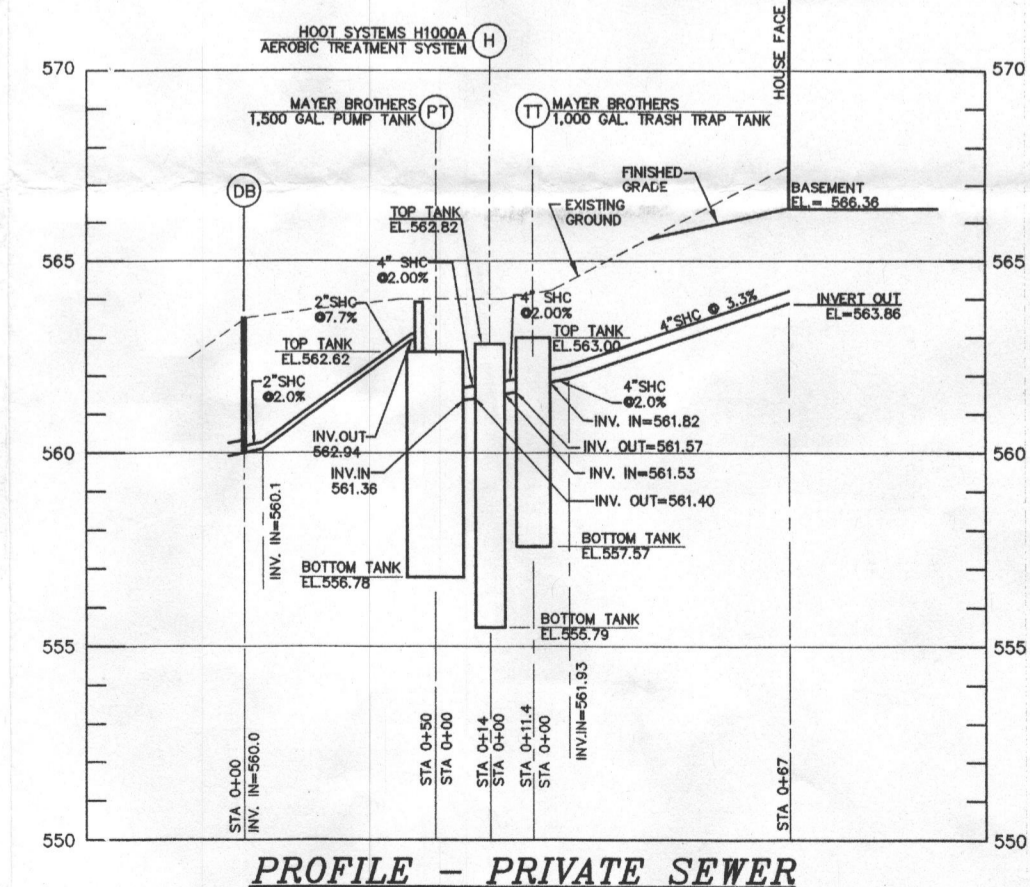 HOUSE FACE
HOOT SYSTEMS H1000A
AEROBIC TREATMENT SYSTEM
H
570
570
MAYER BROTHERS
1,500 GAL. PUMP TANK
PT
TT
MAYER BROTHERS
1,000 GAL. TRASH TRAP TANK
DB
FINISHED
GRADE
EXISTING
GROUND
BASEMENT
EL.= 566.36
TOP TANK
EL.562.82
565
565
4" SHC
@2.00%
4" SHC
@2.00%
2"SHC
@7.7%
4"SHC @ 3.3%
INVERT OUT
EL=563.86
TOP TANK
EL.562.62
TOP TANK
EL.563.00
2"SHC
@2.0%
4"SHC
@2.0%
INV. IN=561.82
INV.OUT
562.94
INV. OUT=561.57
560
560
INV.IN
561.36
INV. IN=561.53
INV. OUT=561.40
INV. IN=560.1
BOTTOM TANK
EL.557.57
BOTTOM TANK
EL.556.78
BOTTOM TANK
EL.555.79
555
555
INV.IN=561.93
STA 0+00
INV. IN=560.0
STA 0+50
STA 0+00
STA 0+14
STA 0+00
STA 0+11.4
STA 0+00
STA 0+67
550
550
PROFILE - PRIVATE SEWER